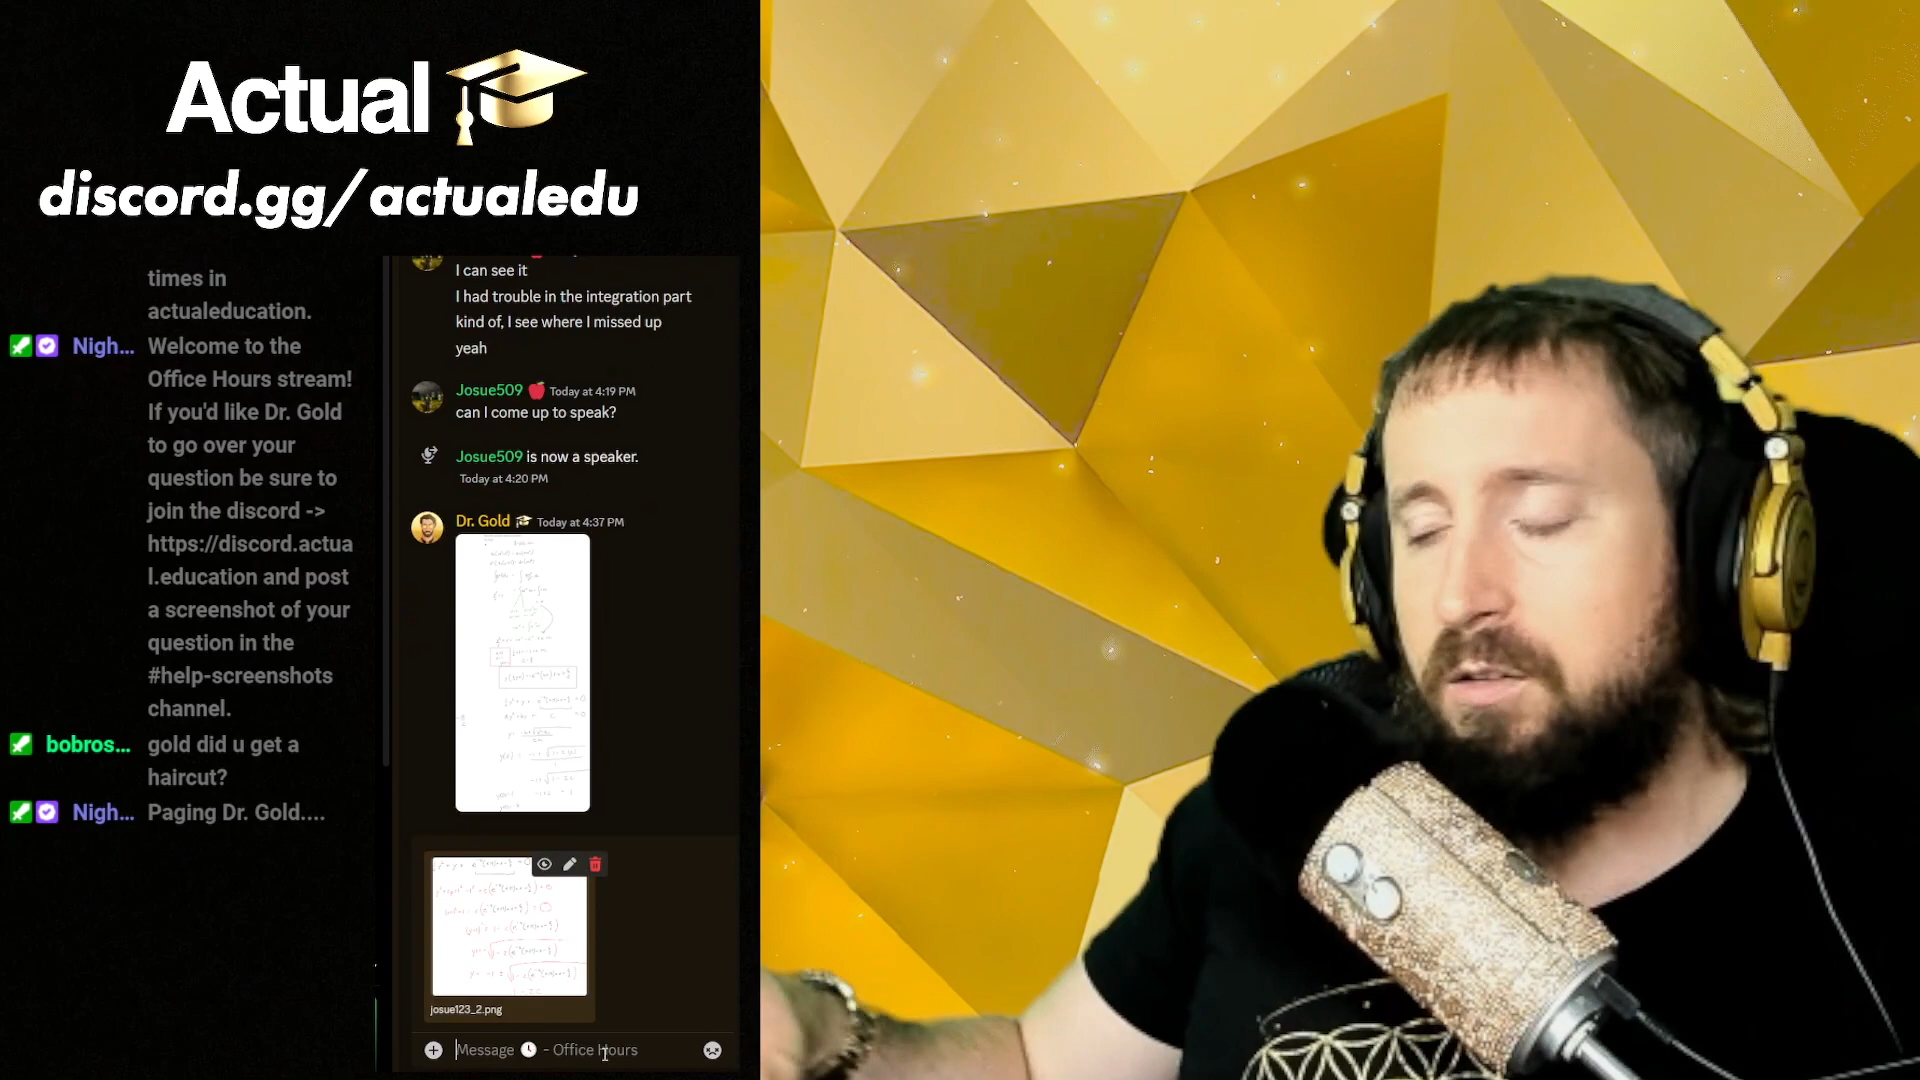 Actual
discord.gg/actualedu
times in
actualeducation.
Nigh... Welcome to the
Office Hours stream!
If you'd like Dr. Gold
to go over your
question be sure to
join the discord ->
https://discord.actua
l.education and post
a screenshot of your
question in the
#help-screenshots
channel.
bobros... gold did u get a
haircut?
Nigh... Paging Dr. Gold....
I can see it
I had trouble in the integration part
kind of, I see where I missed up
yeah
Josue509 Today at 4:19 PM
can I come up to speak?
Josue509 is now a speaker.
Today at 4:20 PM
Dr. Gold Today at 4:37 PM
josue123_2.png
Message - Office Hours